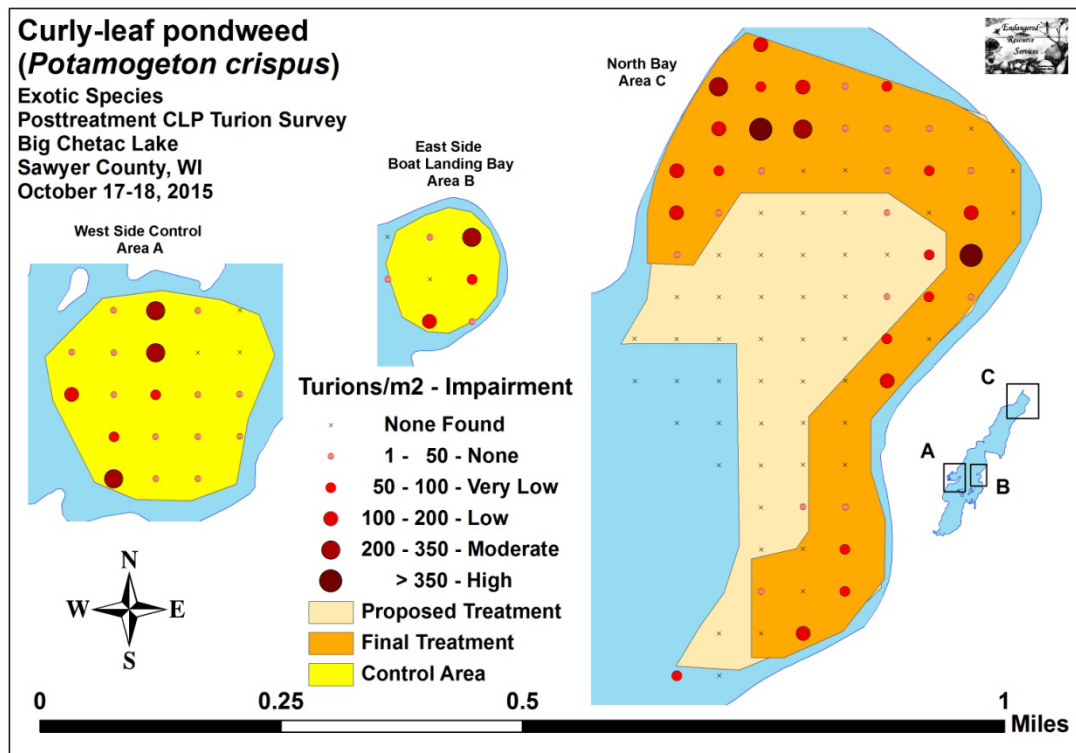 Curly-leaf pondweed
(Potamogeton crispus)
Exotic Species
Posttreatment CLP Turion Survey
Big Chetac Lake
Sawyer County, WI
October 17-18, 2015
West Side Control
Area A
East Side
Boat Landing Bay
Area B
North Bay
Area C
Endangered
Resource
Services
Turions/m2 - Impairment
None Found
1 - 50 - None
50 - 100 - Very Low
100 - 200 - Low
200 - 350 - Moderate
> 350 - High
Proposed Treatment
Final Treatment
Control Area
N
W E
S
C
A
B
0 0.25 0.5 1
Miles